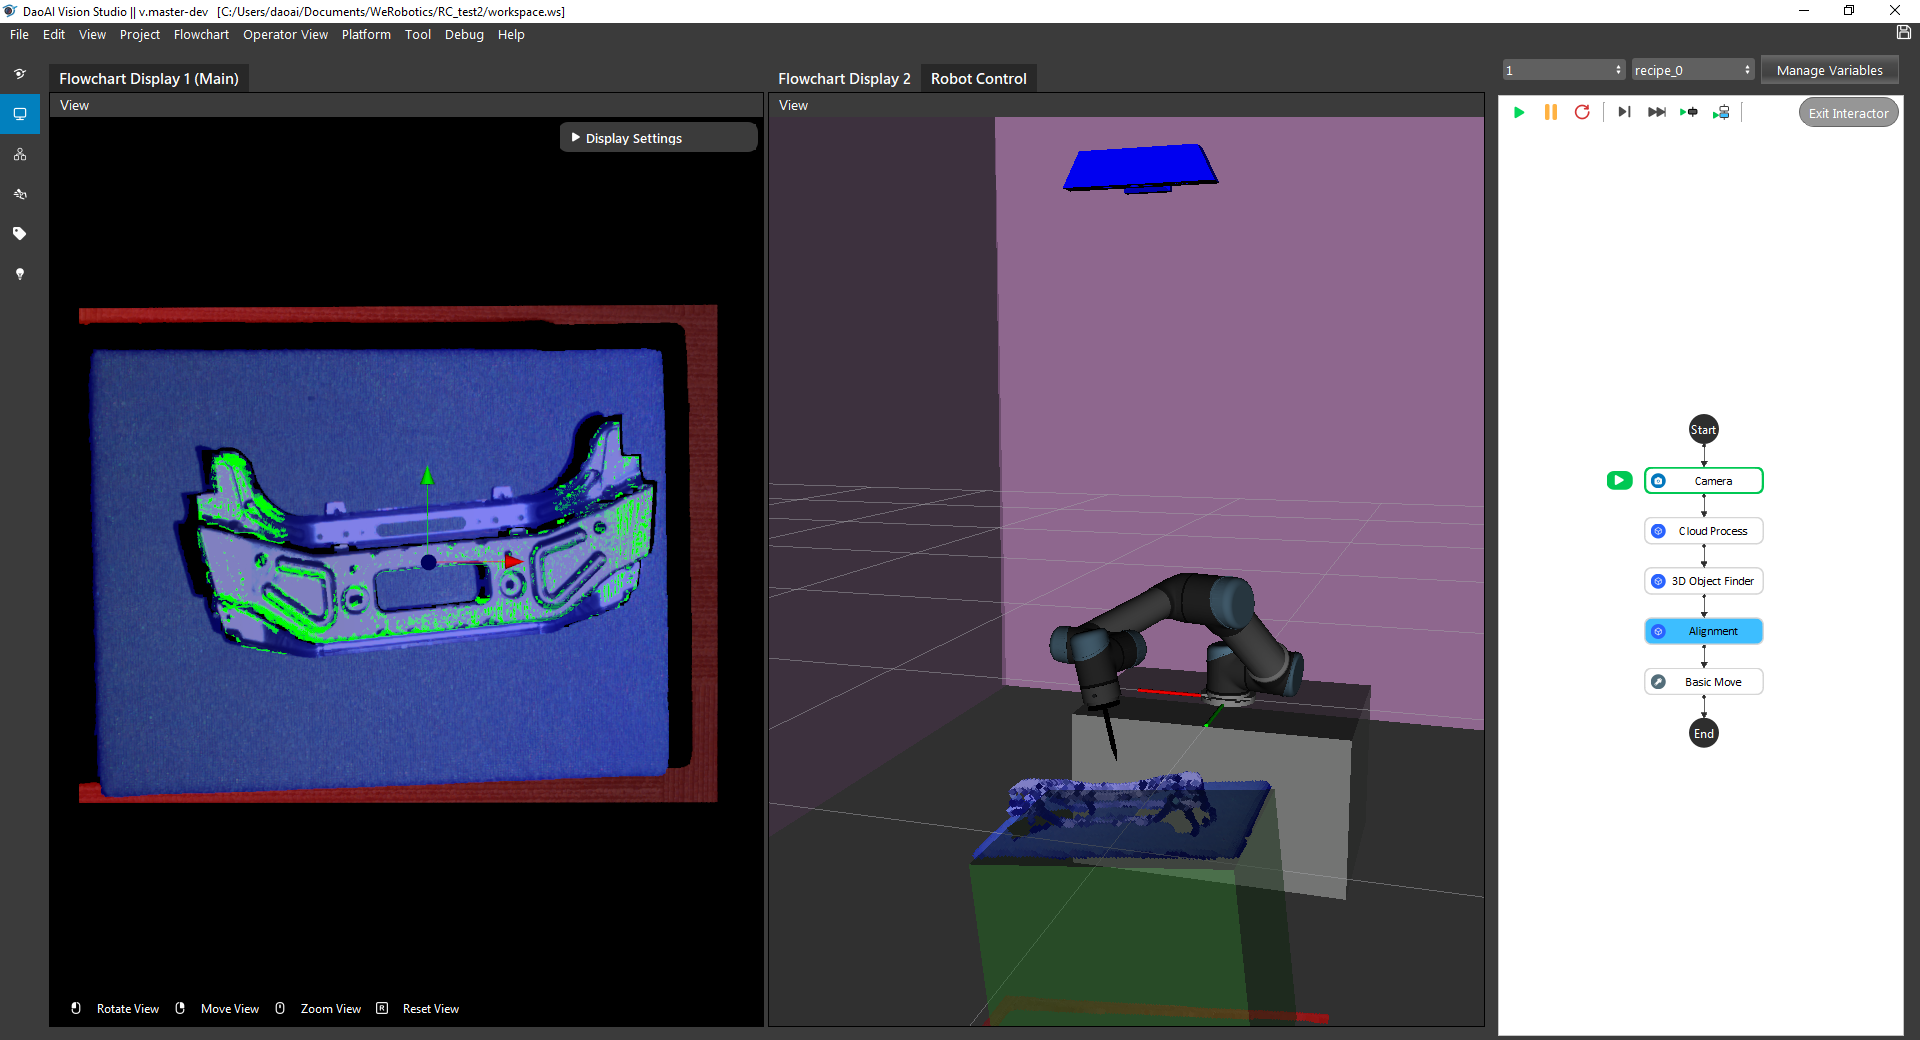 DaoAI Vision Studio || v.master-dev [C:/Users/daoai/Documents/WeRobotics/RC_test2/workspace.ws]
File Edit View Project Flowchart Operator View Platform Tool Debug Help
Flowchart Display 1 (Main)
View
Display Settings
Rotate View Move View Zoom View R Reset View
Flowchart Display 2 Robot Control
View
1 recipe_0 Manage Variables
Exit Interactor
Start
Camera
Cloud Process
3D Object Finder
Alignment
Basic Move
End